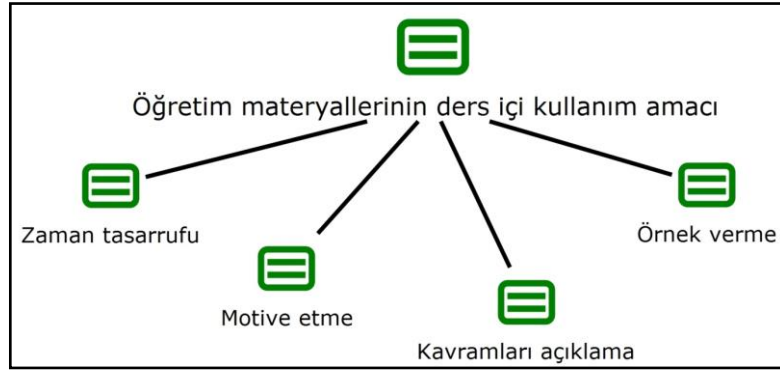 Öğretim materyallerinin ders içi kullanım amacı
Zaman tasarrufu
Örnek verme
Motive etme
Kavramları açıklama